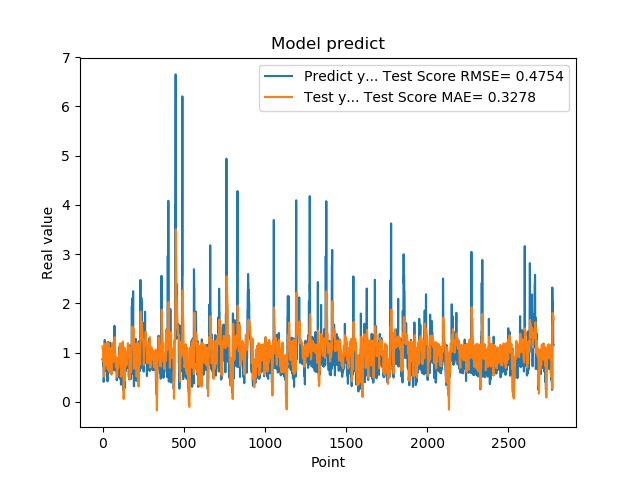 Model predict
Predict y... Test Score RMSE= 0.4754
Test y... Test Score MAE= 0.3278
7
6
5
4
3
2
1
0
Real value
0 500 1000 1500 2000 2500
Point